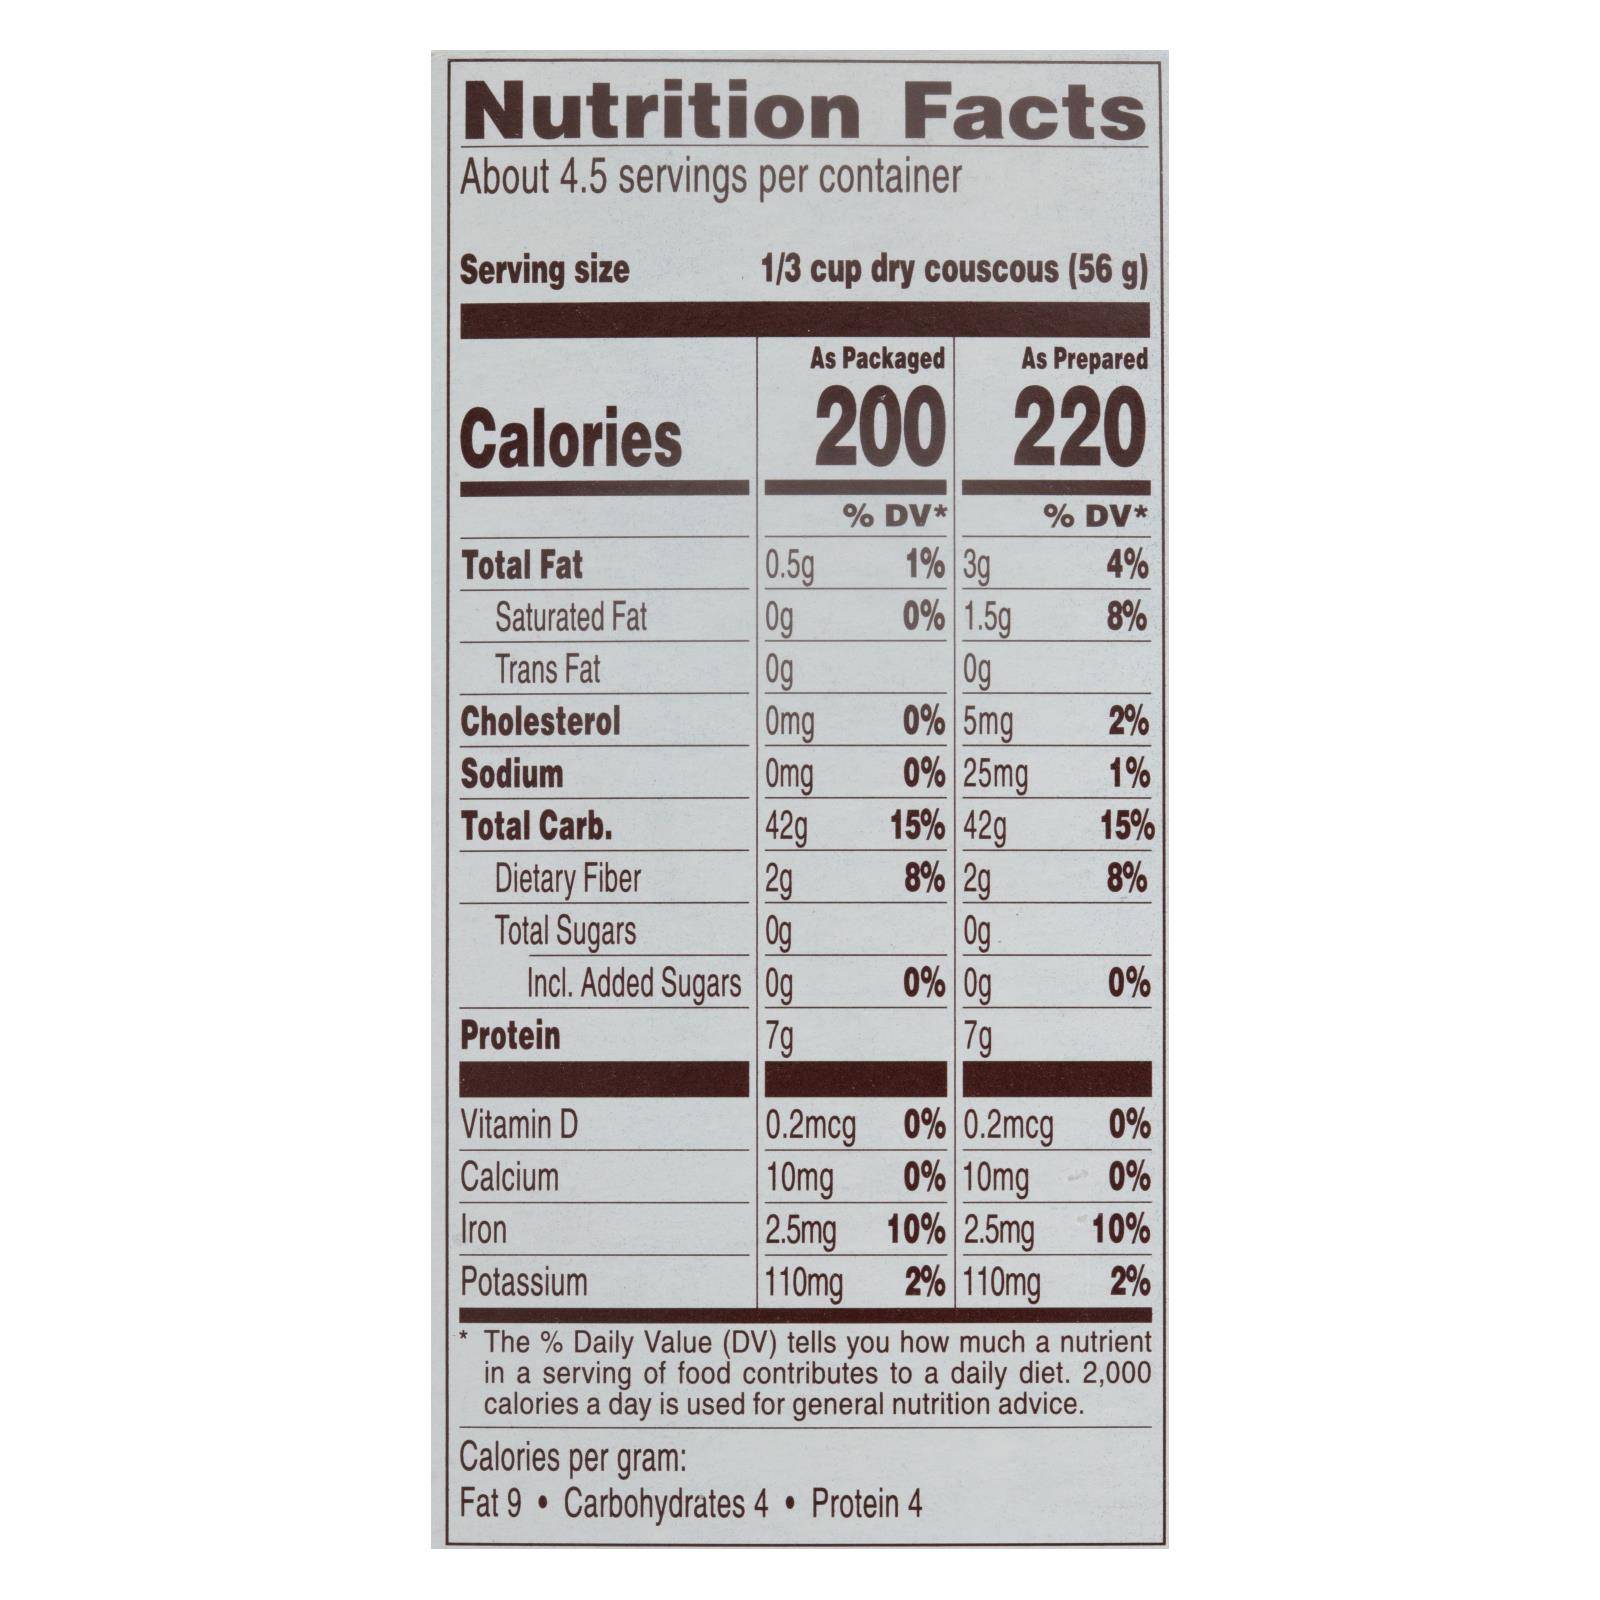 Nutrition Facts
About 4.5 servings per container
Serving size 1/3 cup dry couscous (56 g)
As Packaged As Prepared
Calories 200 220
% DV* % DV*
Total Fat 0.5g 1% 3g 4%
Saturated Fat 0g 0% 1.5g 8%
Trans Fat 0g 0g
Cholesterol 0mg 0% 5mg 2%
Sodium 0mg 0% 25mg 1%
Total Carb. 42g 15% 42g 15%
Dietary Fiber 2g 8% 2g 8%
Total Sugars 0g 0g
Incl. Added Sugars 0g 0% 0g 0%
Protein 7g 7g
Vitamin D 0.2mcg 0% 0.2mcg 0%
Calcium 10mg 0% 10mg 0%
Iron 2.5mg 10% 2.5mg 10%
Potassium 110mg 2% 110mg 2%
* The % Daily Value (DV) tells you how much a nutrient
in a serving of food contributes to a daily diet. 2,000
calories a day is used for general nutrition advice.
Calories per gram:
Fat 9 • Carbohydrates 4 • Protein 4